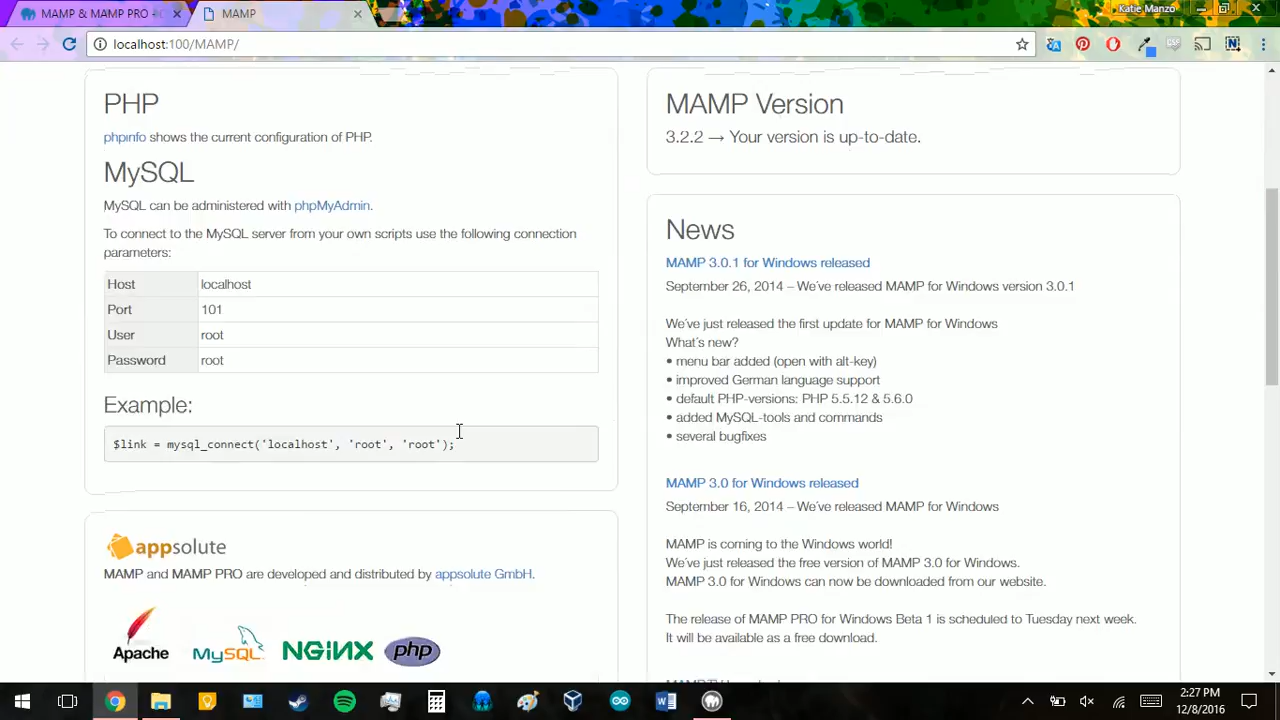 MAMP & MAMP PRO
MAMP
Katie Manzo
localhost:100/MAMP/
PHP
phpinfo shows the current configuration of PHP.
MySQL
MySQL can be administered with phpMyAdmin.
To connect to the MySQL server from your own scripts use the following connection
parameters:
Host localhost
Port 101
User root
Password root
Example:
$link = mysql_connect('localhost', 'root', 'root');
appsolute
MAMP and MAMP PRO are developed and distributed by appsolute GmbH.
Apache MySQL NGINX php
MAMP Version
3.2.2 → Your version is up-to-date.
News
MAMP 3.0.1 for Windows released
September 26, 2014 – We´ve released MAMP for Windows version 3.0.1
We´ve just released the first update for MAMP for Windows
What´s new?
• menu bar added (open with alt-key)
• improved German language support
• default PHP-versions: PHP 5.5.12 & 5.6.0
• added MySQL-tools and commands
• several bugfixes
MAMP 3.0 for Windows released
September 16, 2014 – We´ve released MAMP for Windows
MAMP is coming to the Windows world!
We´ve just released the free version of MAMP 3.0 for Windows.
MAMP 3.0 for Windows can now be downloaded from our website.
The release of MAMP PRO for Windows Beta 1 is scheduled to Tuesday next week.
It will be available as a free download.
2:27 PM
12/8/2016